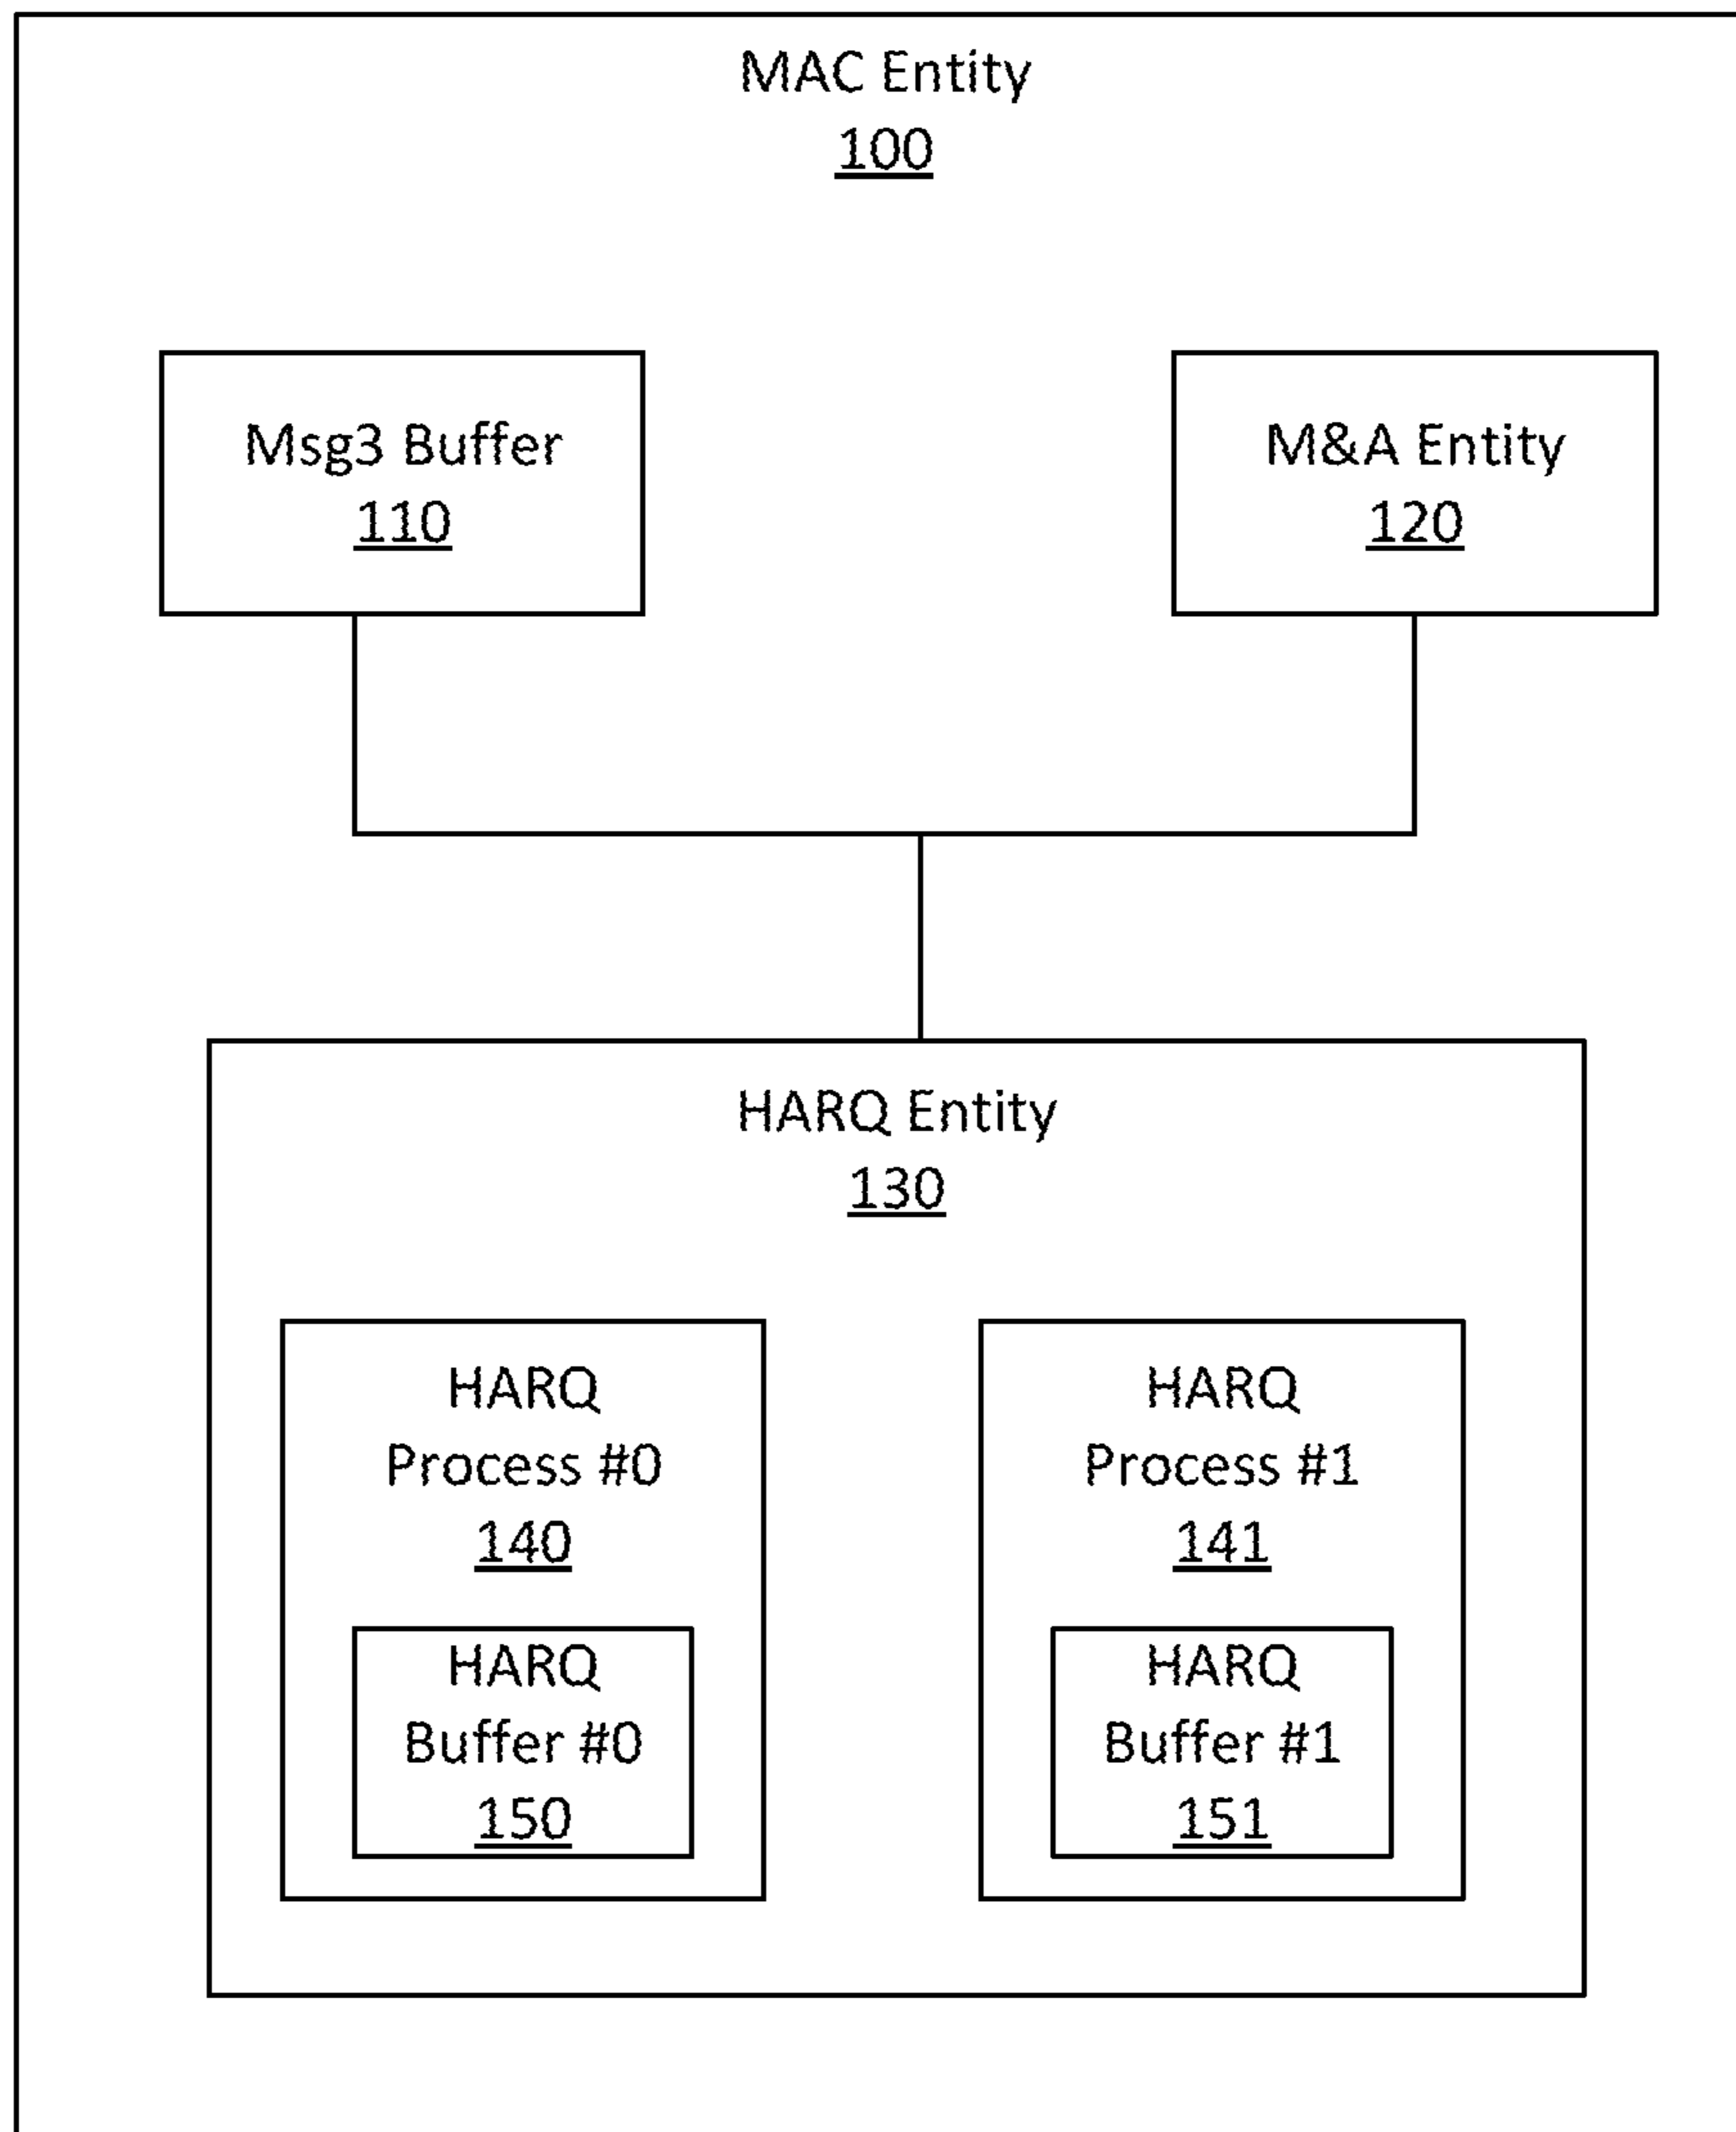 MAC Entity
100
Msg3 Buffer
110
M&A Entity
120
HARQ Entity
130
HARQ
Process #0
140
HARQ
Buffer #0
150
HARQ
Process #1
141
HARQ
Buffer #1
151